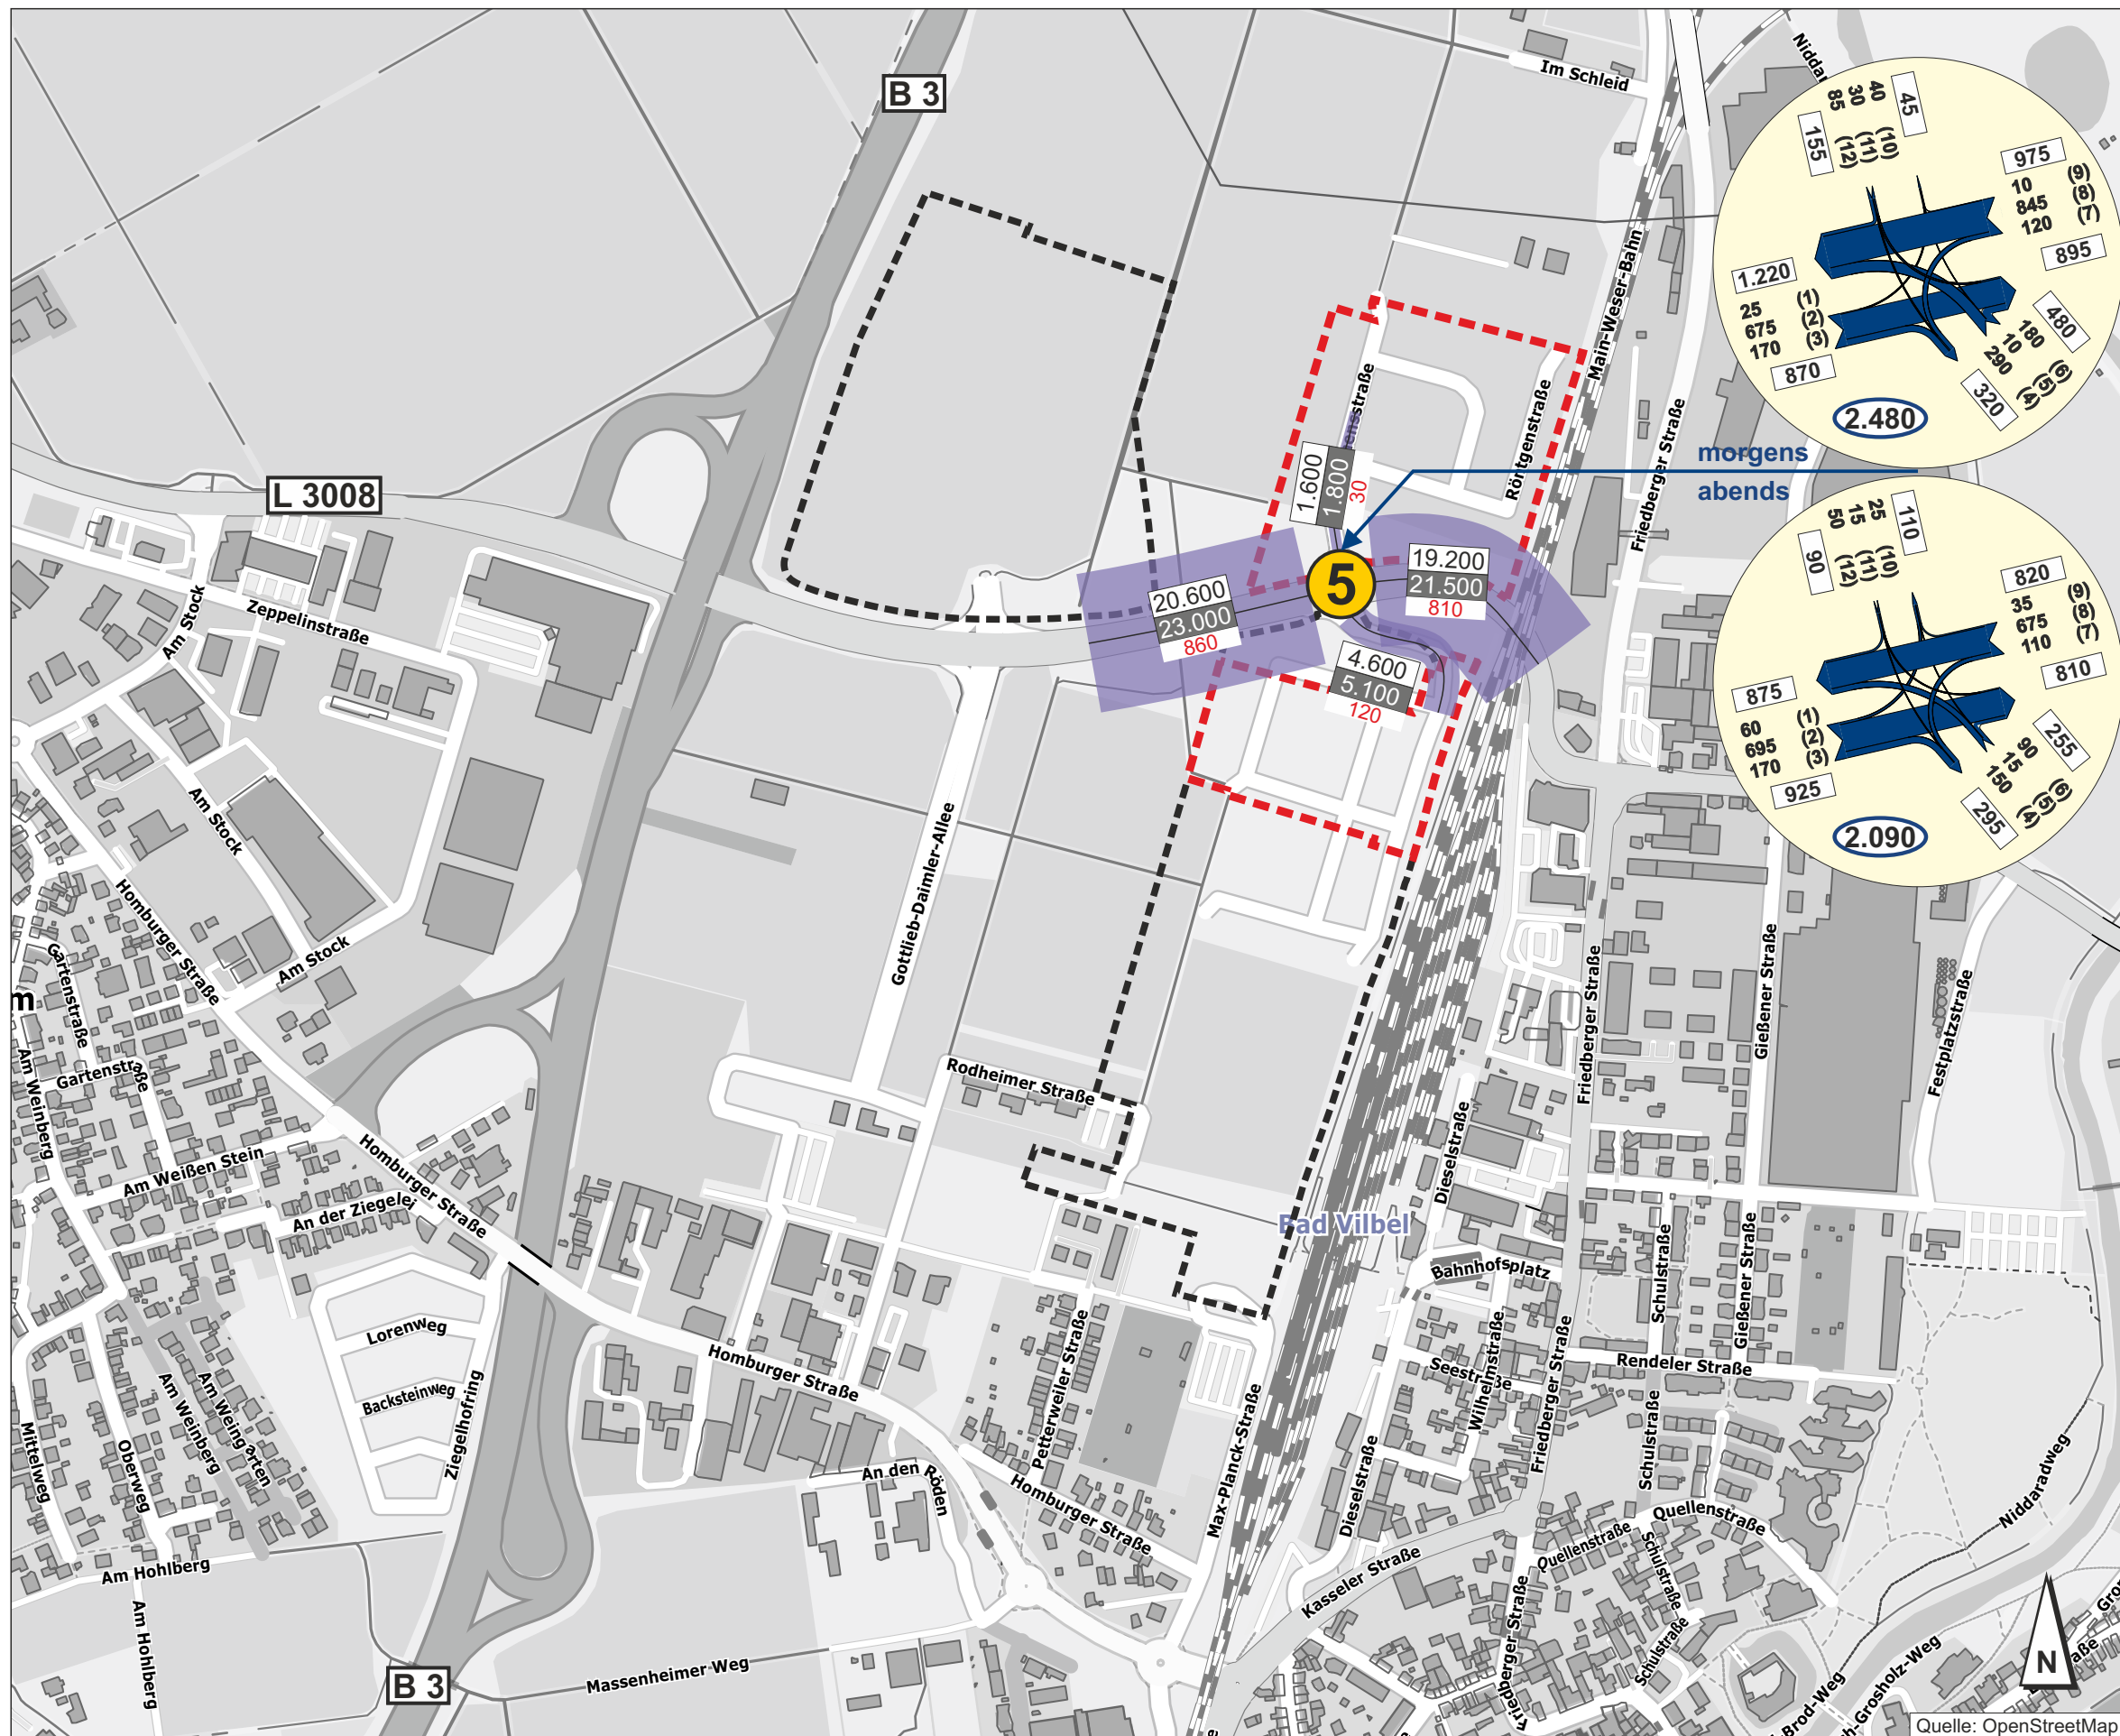 B 3
Im Schleid
L 3008
Main-Weser-Bahn
Friedberger Straße
Röntgenstraße
Zeppelinstraße
Am Stock
Am Stock
Am Stock
1.600
1.800
30
5
20.600
23.000
860
19.200
21.500
810
4.600
5.100
120
morgens
abends
85 30 40
45
155
(12) (11) (10)
975
10 (9)
845 (8)
120 (7)
895
1.220
25 (1)
675 (2)
170 (3)
870
480
180 (6)
10 (5)
290 (4)
320
2.480
50 15 25
110
90
(12) (11) (10)
820
35 (9)
675 (8)
110 (7)
810
875
60 (1)
695 (2)
170 (3)
925
255
90 (6)
15 (5)
150 (4)
295
2.090
Gottlieb-Daimler-Allee
Homburger Straße
Gartenstraße
Gartenstraße
Am Weinberg
Am Weißen Stein
An der Ziegelei
Homburger Straße
Rodheimer Straße
Friedberger Straße
Gießener Straße
Festplatzstraße
Dieselstraße
Bad Vilbel
Bahnhofsplatz
Schulstraße
Gießener Straße
Lorenweg
Backsteinweg
Ziegelhofring
Homburger Straße
Petterweiler Straße
Max-Planck-Straße
Seestraße
Wilhelmstraße
Friedberger Straße
Rendeler Straße
Schulstraße
Am Weingarten
Am Weinberg
Oberweg
Mittelweg
An den Röden
Homburger Straße
Dieselstraße
Kasseler Straße
Quellenstraße
Quellenstraße
Schulstraße
Schulstraße
Friedberger Straße
Niddaradweg
Am Hohlberg
Am Hohlberg
B 3
Massenheimer Weg
N
Quelle: OpenStreetMap